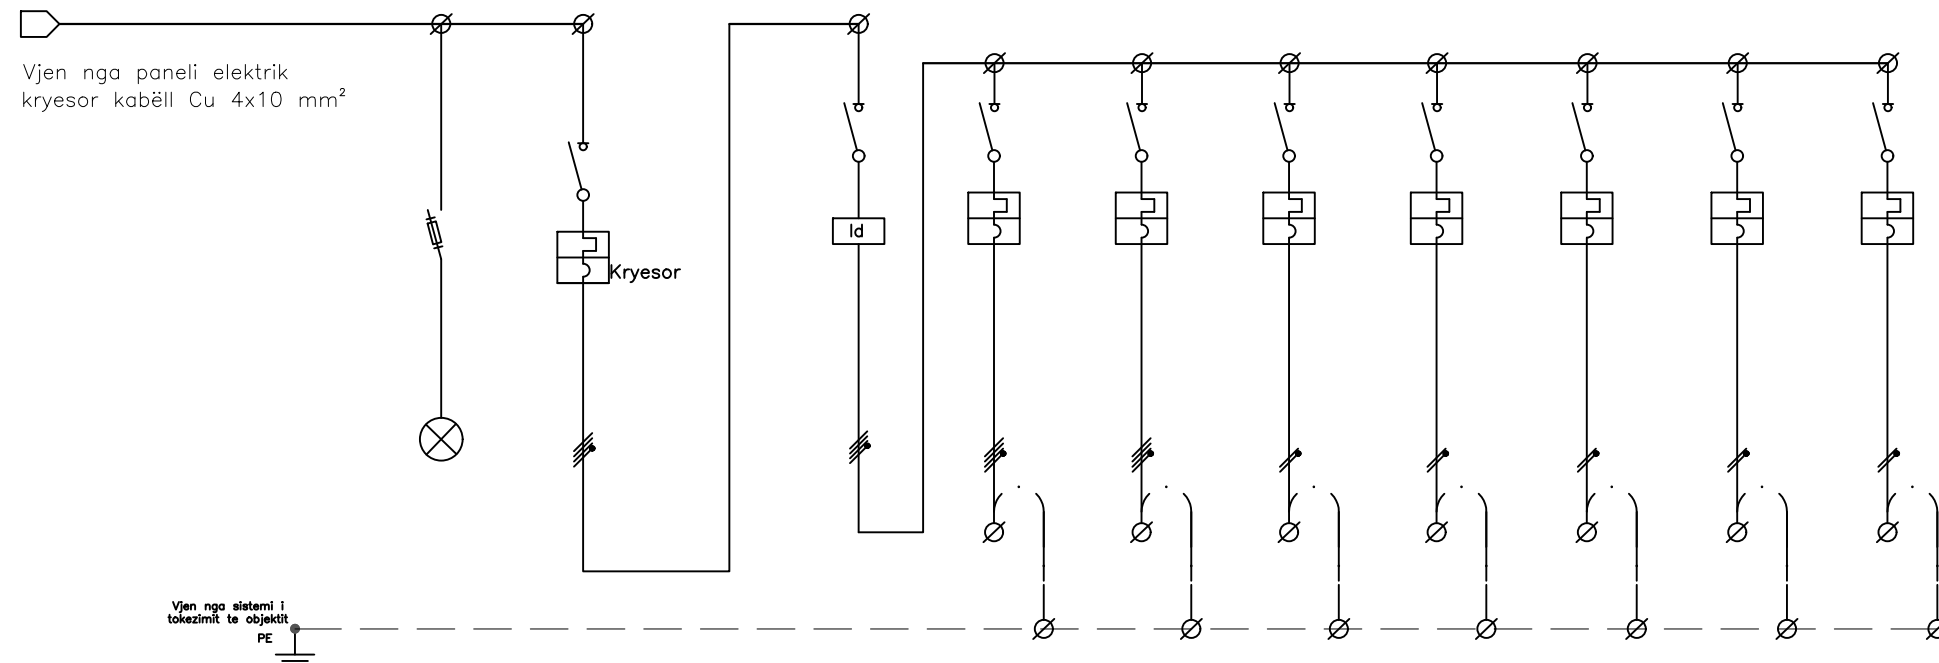 Vjen nga paneli elektrik
kryesor kabëll Cu 4x10 mm²
Id
Kryesor
Vjen nga sistemi i
tokezimit te objektit
PE